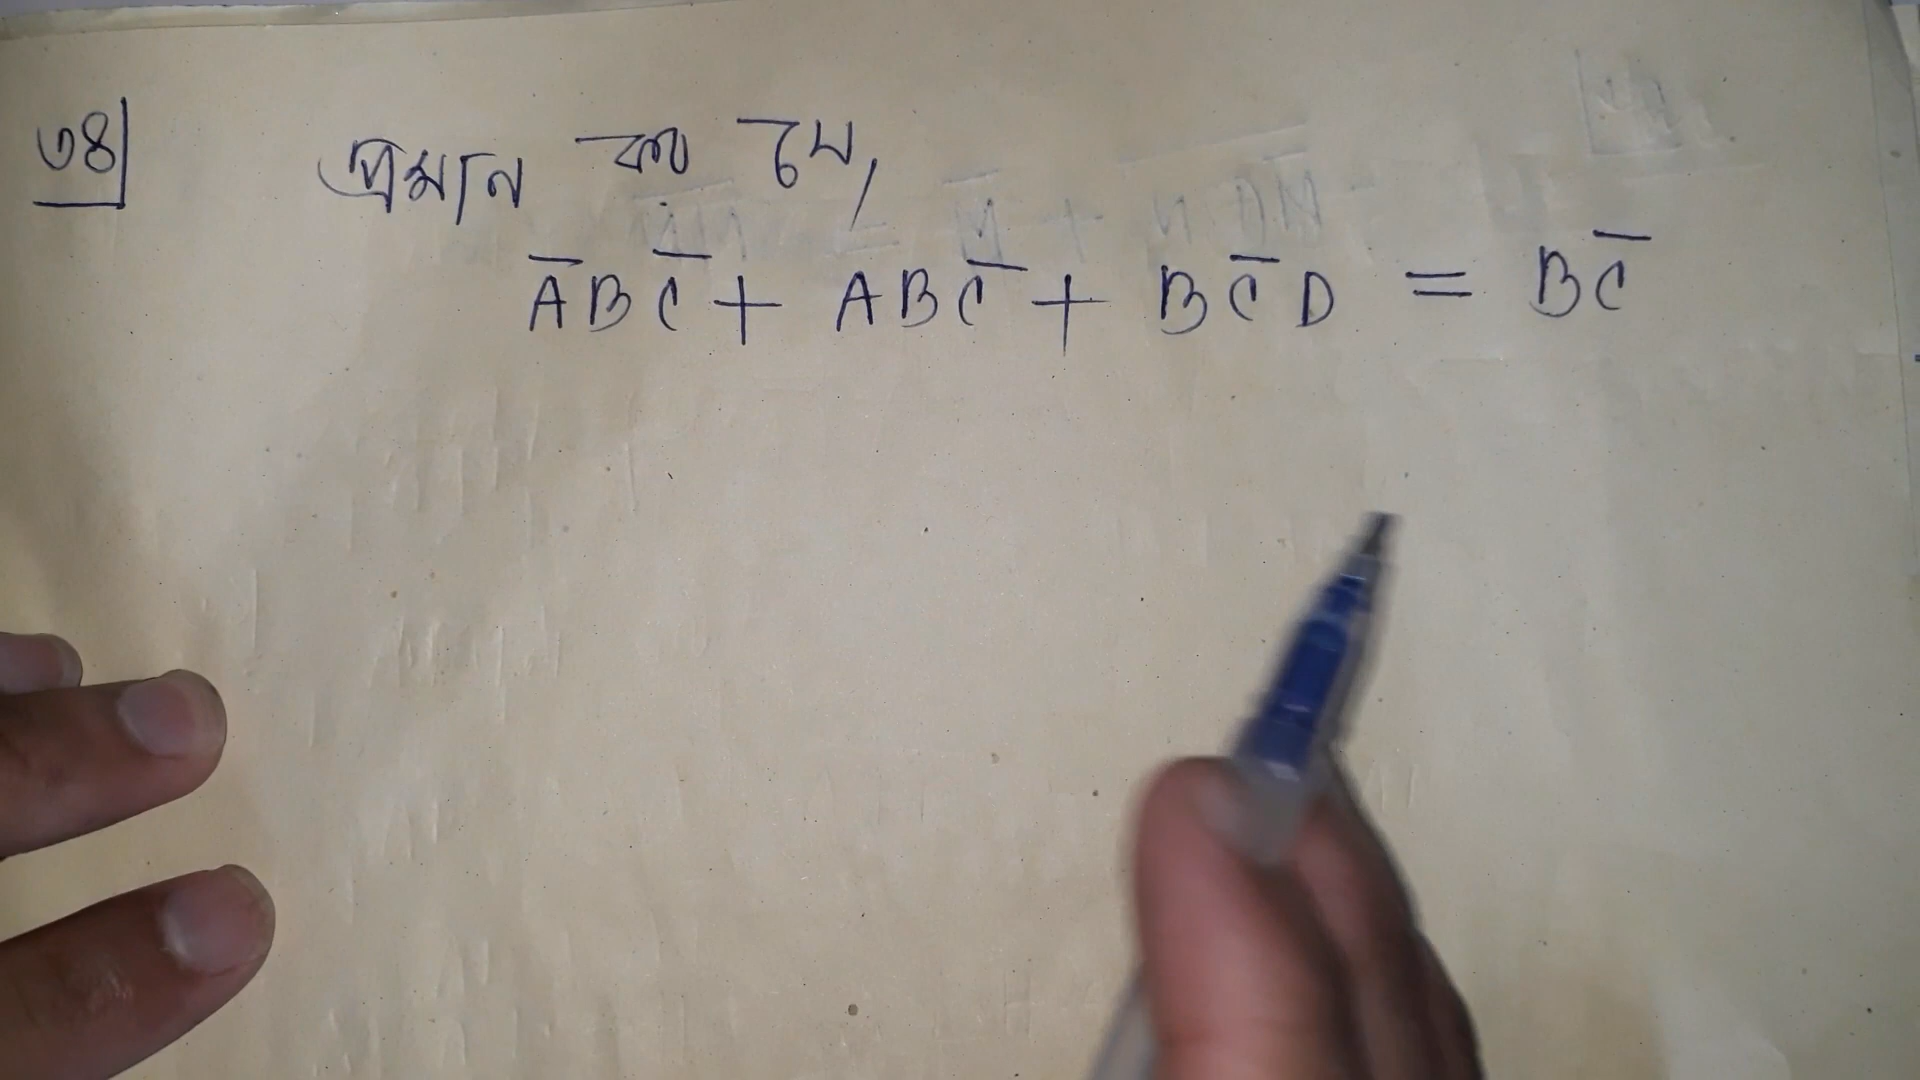 ৩৪
প্রমান কর যে,
A̅BC̅ + ABC̅ + BC̅D = BC̅